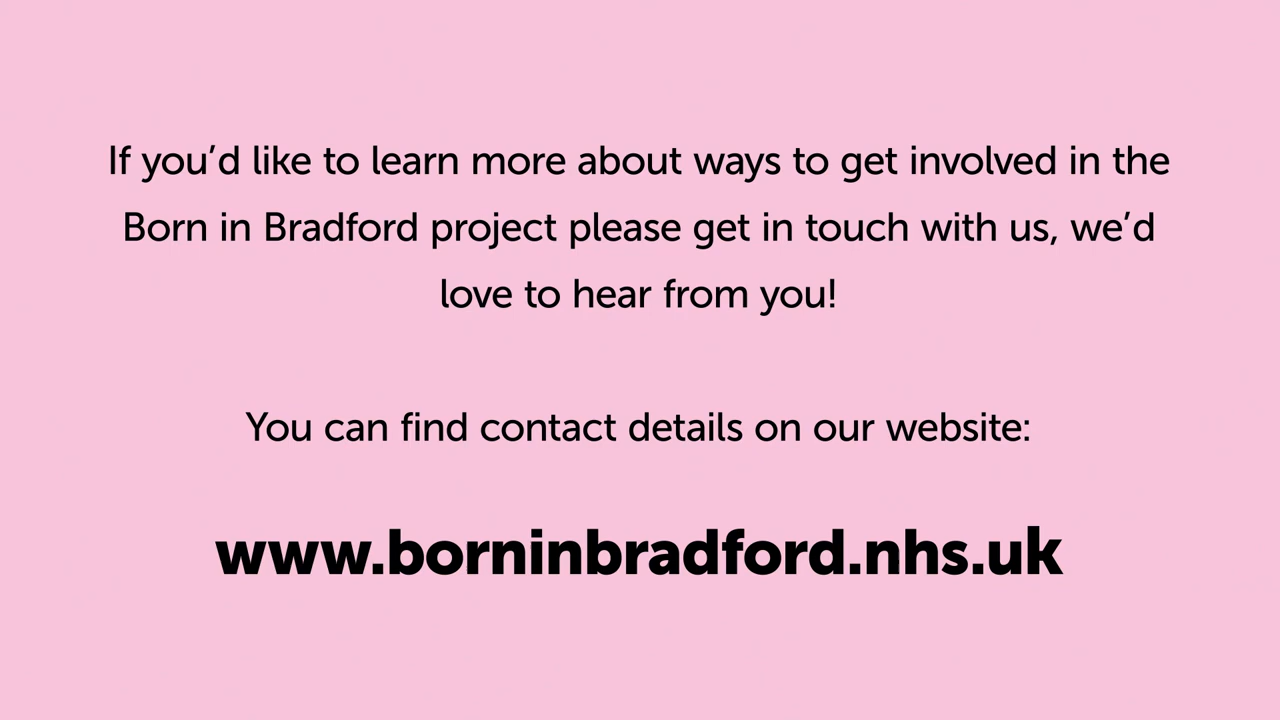 If you’d like to learn more about ways to get involved in the
Born in Bradford project please get in touch with us, we’d
love to hear from you!
You can find contact details on our website:
www.borninbradford.nhs.uk